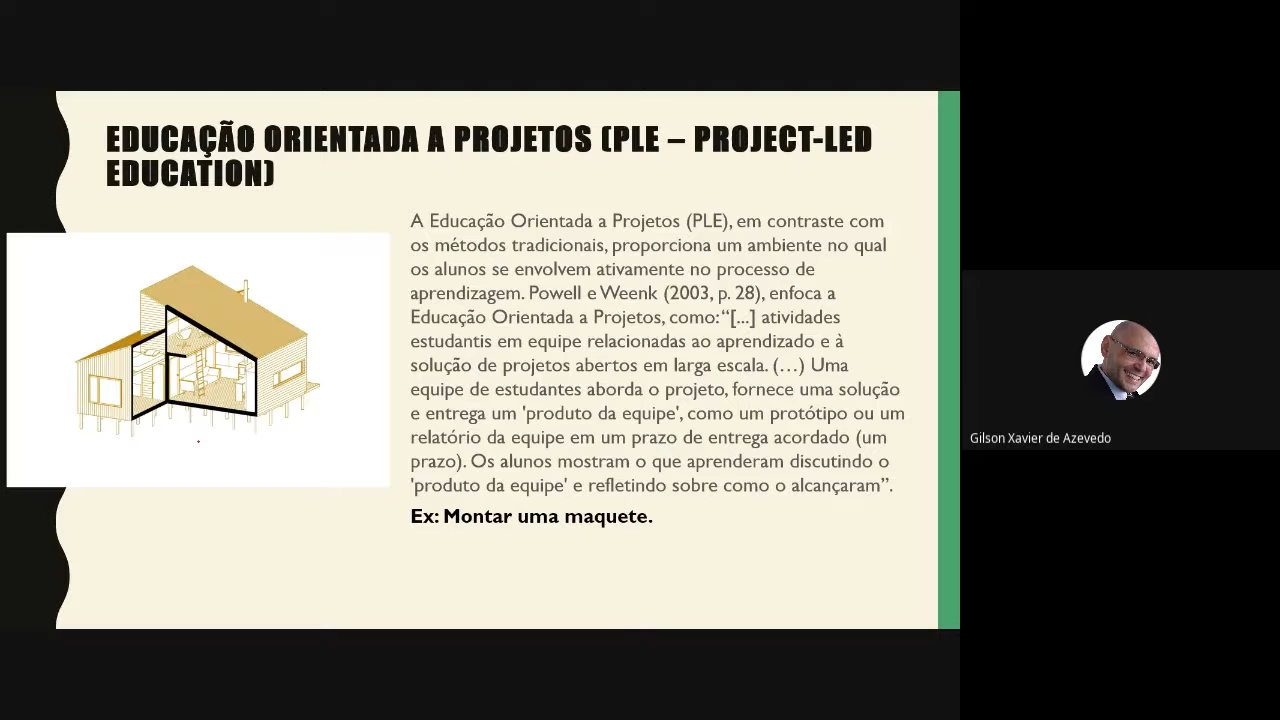 EDUCAÇÃO ORIENTADA A PROJETOS (PLE – PROJECT-LED
EDUCATION)
A Educação Orientada a Projetos (PLE), em contraste com
os métodos tradicionais, proporciona um ambiente no qual
os alunos se envolvem ativamente no processo de
aprendizagem. Powell e Weenk (2003, p. 28), enfoca a
Educação Orientada a Projetos, como: “[...] atividades
estudantis em equipe relacionadas ao aprendizado e à
solução de projetos abertos em larga escala. (…) Uma
equipe de estudantes aborda o projeto, fornece uma solução
e entrega um 'produto da equipe', como um protótipo ou um
relatório da equipe em um prazo de entrega acordado (um
prazo). Os alunos mostram o que aprenderam discutindo o
'produto da equipe' e refletindo sobre como o alcançaram”.
Ex: Montar uma maquete.
Gilson Xavier de Azevedo